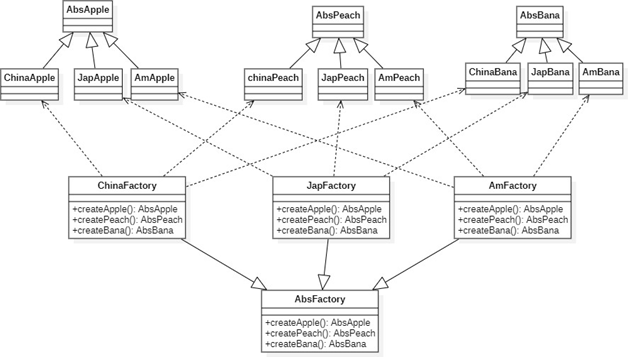 AbsApple
AbsPeach
AbsBana
ChinaApple
JapApple
AmApple
chinaPeach
JapPeach
AmPeach
ChinaBana
JapBana
AmBana
ChinaFactory
+createApple(): AbsApple
+createPeach(): AbsPeach
+createBana(): AbsBana
JapFactory
+createApple(): AbsApple
+createPeach(): AbsPeach
+createBana(): AbsBana
AmFactory
+createApple(): AbsApple
+createPeach(): AbsPeach
+createBana(): AbsBana
AbsFactory
+createApple(): AbsApple
+createPeach(): AbsPeach
+createBana(): AbsBana